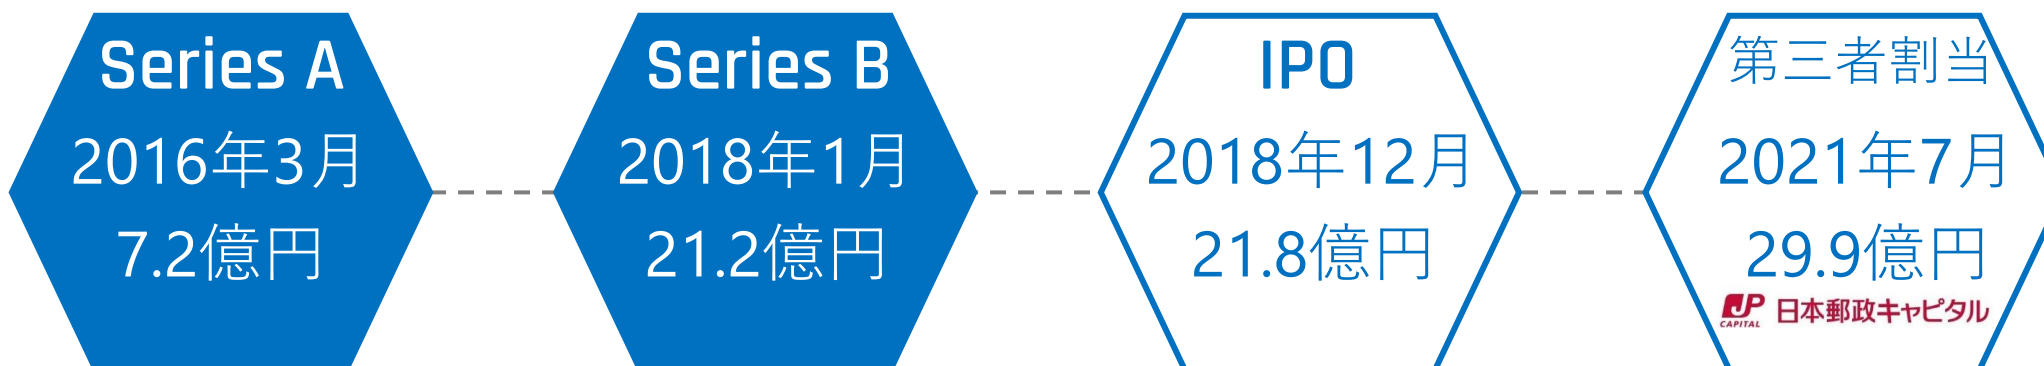 Series A
2016年3月
7.2億円
Series B
2018年1月
21.2億円
IPO
2018年12月
21.8億円
第三者割当
2021年7月
29.9億円
JP CAPITAL 日本郵政キャピタル